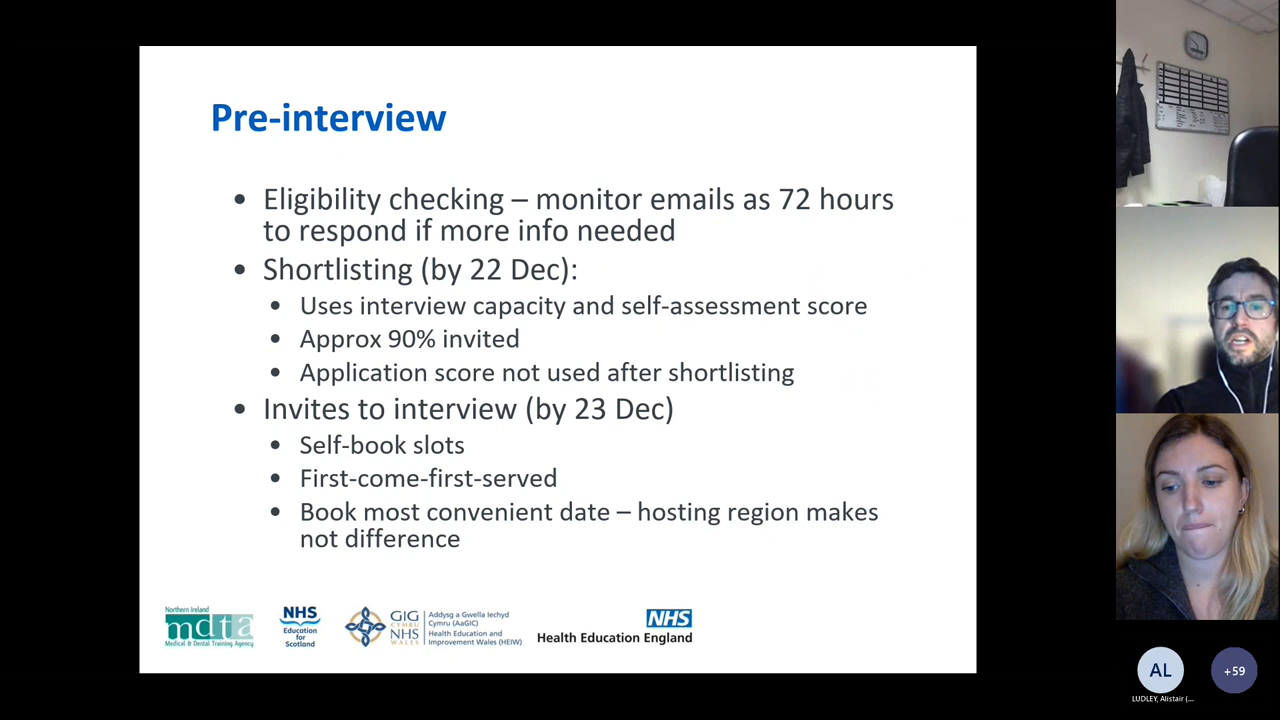 Pre-interview
• Eligibility checking – monitor emails as 72 hours
to respond if more info needed
• Shortlisting (by 22 Dec):
• Uses interview capacity and self-assessment score
• Approx 90% invited
• Application score not used after shortlisting
• Invites to interview (by 23 Dec)
• Self-book slots
• First-come-first-served
• Book most convenient date – hosting region makes
not difference
Northern Ireland
mdta
Medical & Dental Training Agency
NHS
Education
for
Scotland
GIG
CYMRU
NHS
WALES
Addysg a Gwella Iechyd
Cymru (AaGIC)
Health Education and
Improvement Wales (HEIW)
NHS
Health Education England
AL
+59
LUDLEY, Alistair (...